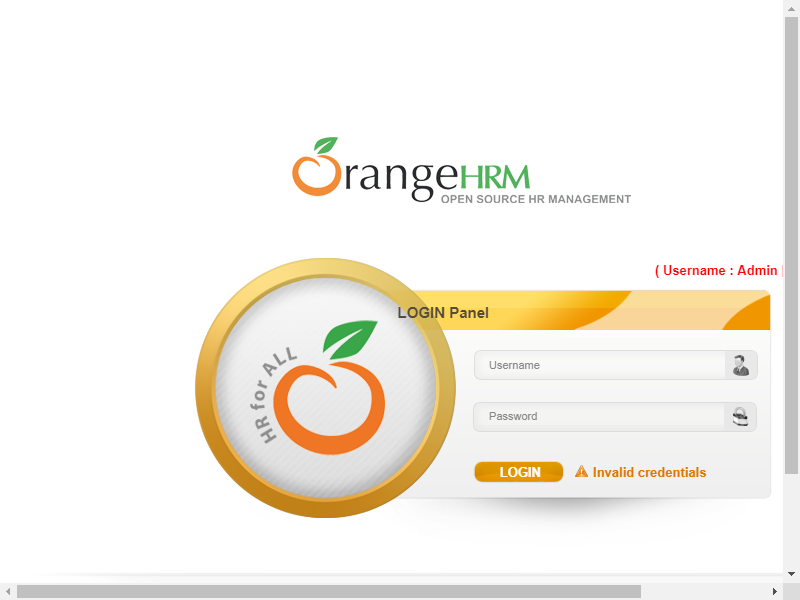 OrangeHRM
OPEN SOURCE HR MANAGEMENT
( Username : Admin |
LOGIN Panel
HR for ALL
Username
Password
LOGIN
Invalid credentials